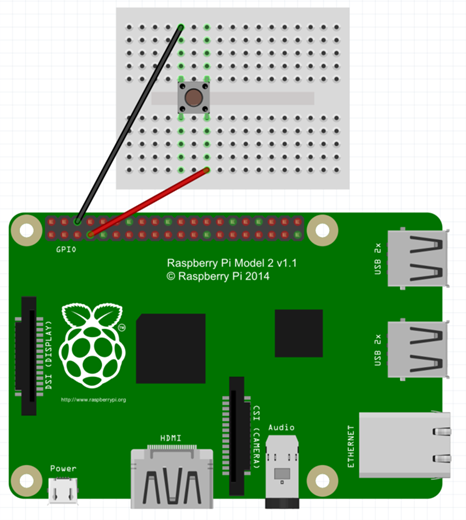 GPIO
Raspberry Pi Model 2 v1.1
© Raspberry Pi 2014
USB 2x
DSI (DISPLAY)
TM
USB 2x
http://www.raspberrypi.org
HDMI
CSI (CAMERA)
Audio
ETHERNET
Power